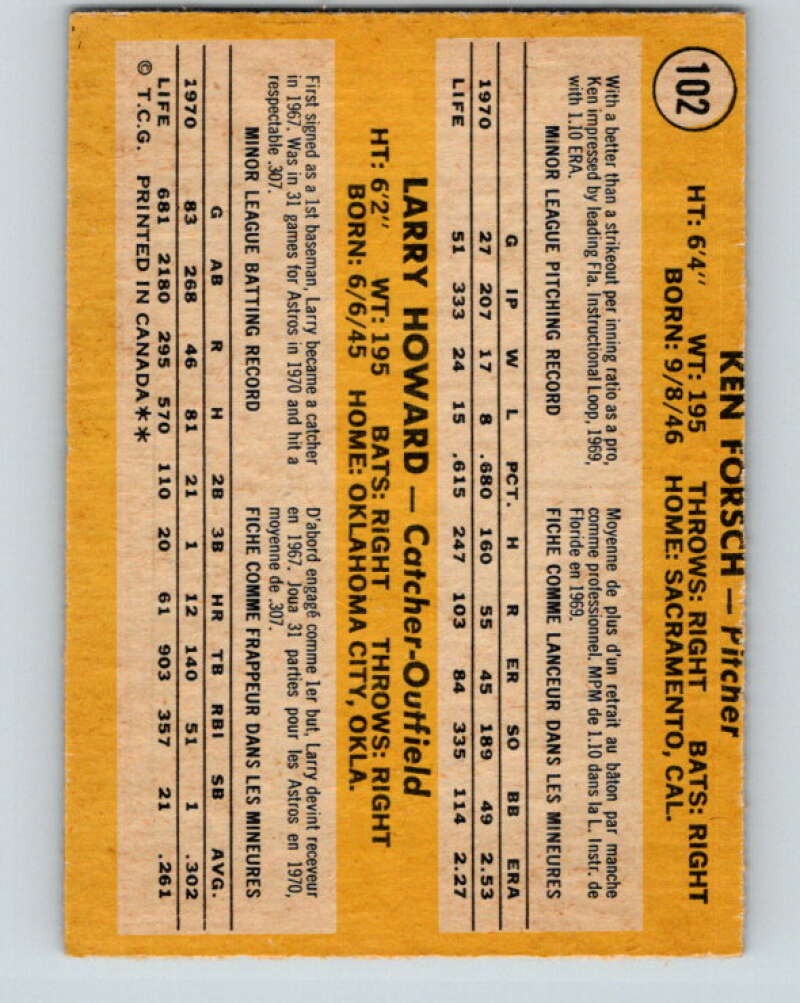 102
KEN FORSCH — Pitcher
HT: 6'4" WT: 195 THROWS: RIGHT BATS: RIGHT
BORN: 9/8/46 HOME: SACRAMENTO, CAL.
With a better than a strikeout per inning ratio as a pro,
Ken impressed by leading Fla. Instructional Loop, 1969,
with 1.10 ERA.
Moyenne de plus d'un retrait au bâton par manche
comme professionnel. MPM de 1.10 dans la L. Instr. de
Floride en 1969.
MINOR LEAGUE PITCHING RECORD FICHE COMME LANCEUR DANS LES MINEURES
G IP W L PCT. H R ER SO BB ERA
1970 27 207 17 8 .680 160 55 45 189 49 2.53
LIFE 51 333 24 15 .615 247 103 84 335 114 2.27
LARRY HOWARD — Catcher-Outfield
HT: 6'2" WT: 195 BATS: RIGHT THROWS: RIGHT
BORN: 6/6/45 HOME: OKLAHOMA CITY, OKLA.
First signed as a 1st baseman, Larry became a catcher
in 1967. Was in 31 games for Astros in 1970 and hit a
respectable .307.
D'abord engagé comme 1er but, Larry devint receveur
en 1967. Joua 31 parties pour les Astros en 1970,
moyenne de .307.
MINOR LEAGUE BATTING RECORD FICHE COMME FRAPPEUR DANS LES MINEURES
G AB R H 2B 3B HR TB RBI SB AVG.
1970 83 268 46 81 21 1 12 140 51 1 .302
LIFE 681 2180 295 570 110 20 61 903 357 21 .261
© T.C.G. PRINTED IN CANADA**